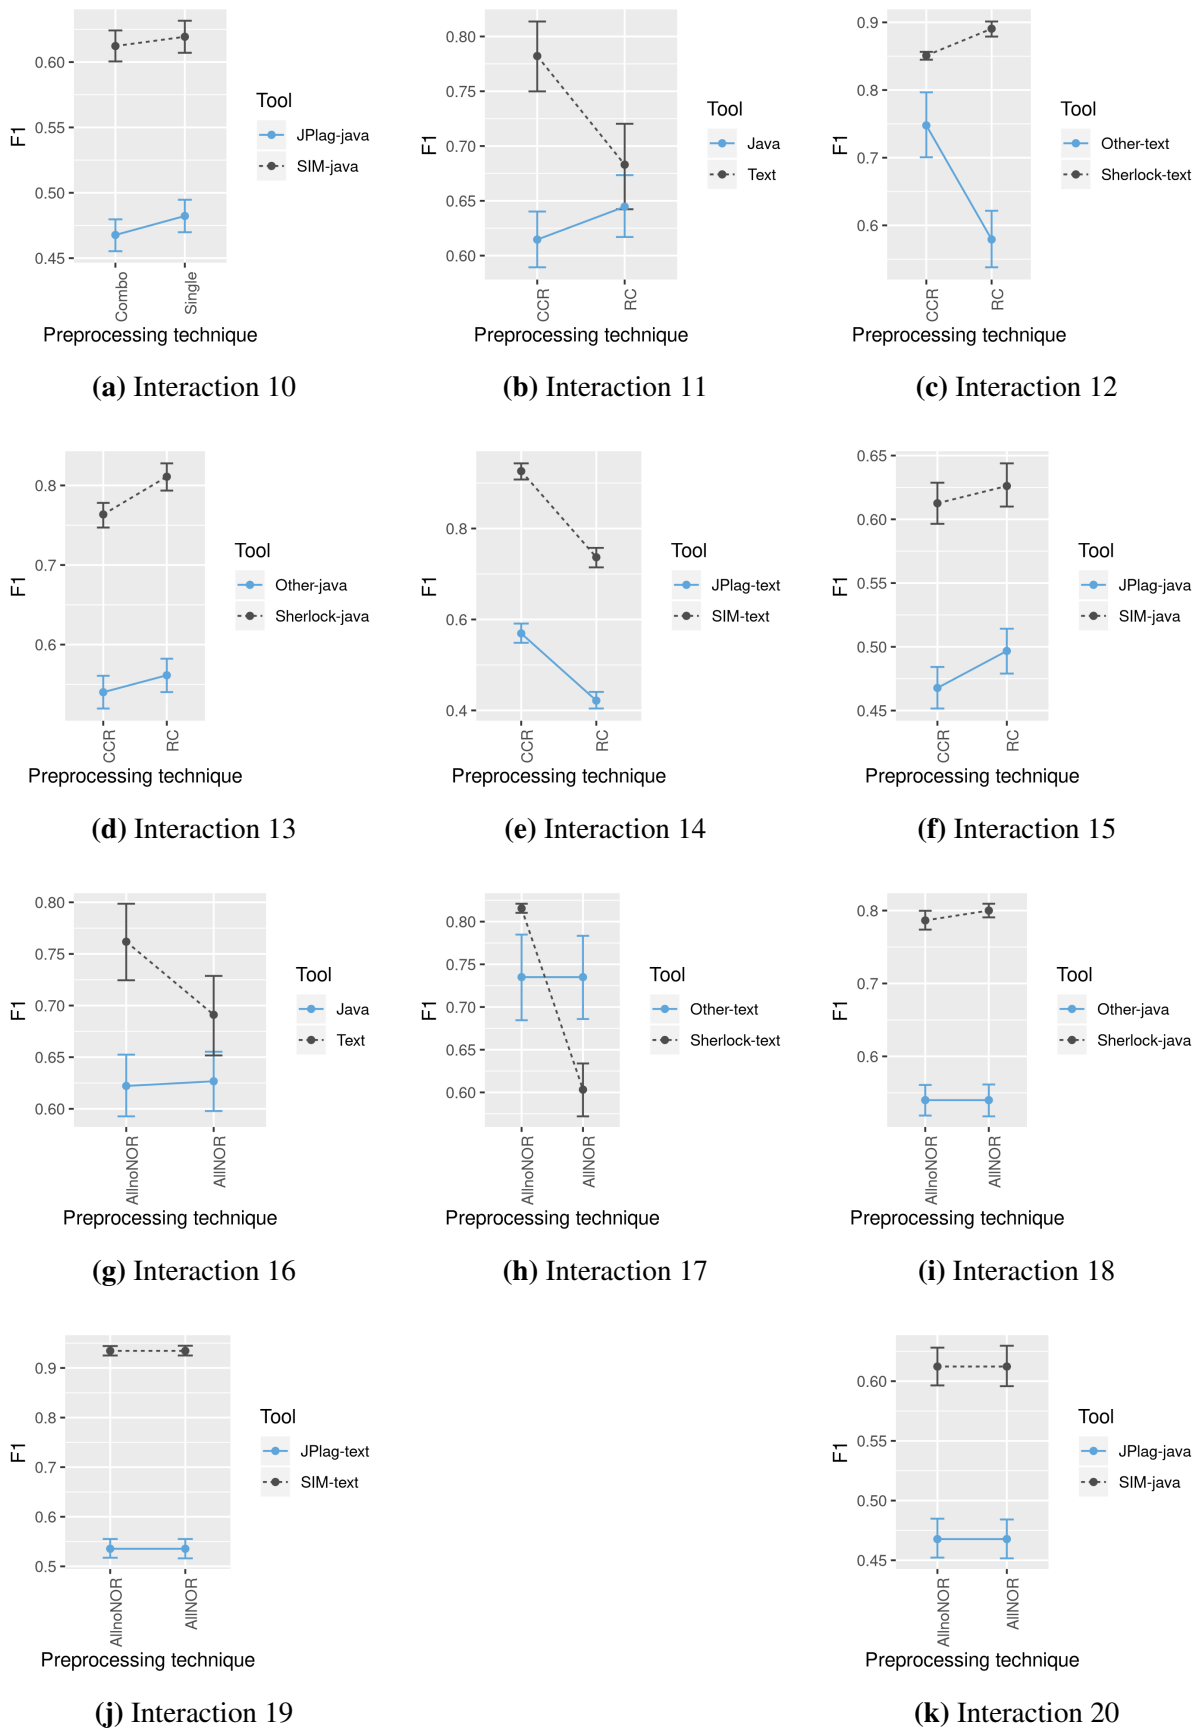 0.60
0.55
0.50
0.45
F1
Combo
Single
Preprocessing technique
Tool
JPlag-java
SIM-java
(a) Interaction 10
0.80
0.75
0.70
0.65
0.60
F1
CCR
RC
Preprocessing technique
Tool
Java
Text
(b) Interaction 11
0.9
0.8
0.7
0.6
F1
CCR
RC
Preprocessing technique
Tool
Other-text
Sherlock-text
(c) Interaction 12
0.8
0.7
0.6
F1
CCR
RC
Preprocessing technique
Tool
Other-java
Sherlock-java
(d) Interaction 13
0.8
0.6
0.4
F1
CCR
RC
Preprocessing technique
Tool
JPlag-text
SIM-text
(e) Interaction 14
0.65
0.60
0.55
0.50
0.45
F1
CCR
RC
Preprocessing technique
Tool
JPlag-java
SIM-java
(f) Interaction 15
0.80
0.75
0.70
0.65
0.60
F1
AllnoNOR
AllNOR
Preprocessing technique
Tool
Java
Text
(g) Interaction 16
0.80
0.75
0.70
0.65
0.60
F1
AllnoNOR
AllNOR
Preprocessing technique
Tool
Other-text
Sherlock-text
(h) Interaction 17
0.8
0.6
F1
AllnoNOR
AllNOR
Preprocessing technique
Tool
Other-java
Sherlock-java
(i) Interaction 18
0.9
0.8
0.7
0.6
0.5
F1
AllnoNOR
AllNOR
Preprocessing technique
Tool
JPlag-text
SIM-text
(j) Interaction 19
0.60
0.55
0.50
0.45
F1
AllnoNOR
AllNOR
Preprocessing technique
Tool
JPlag-java
SIM-java
(k) Interaction 20